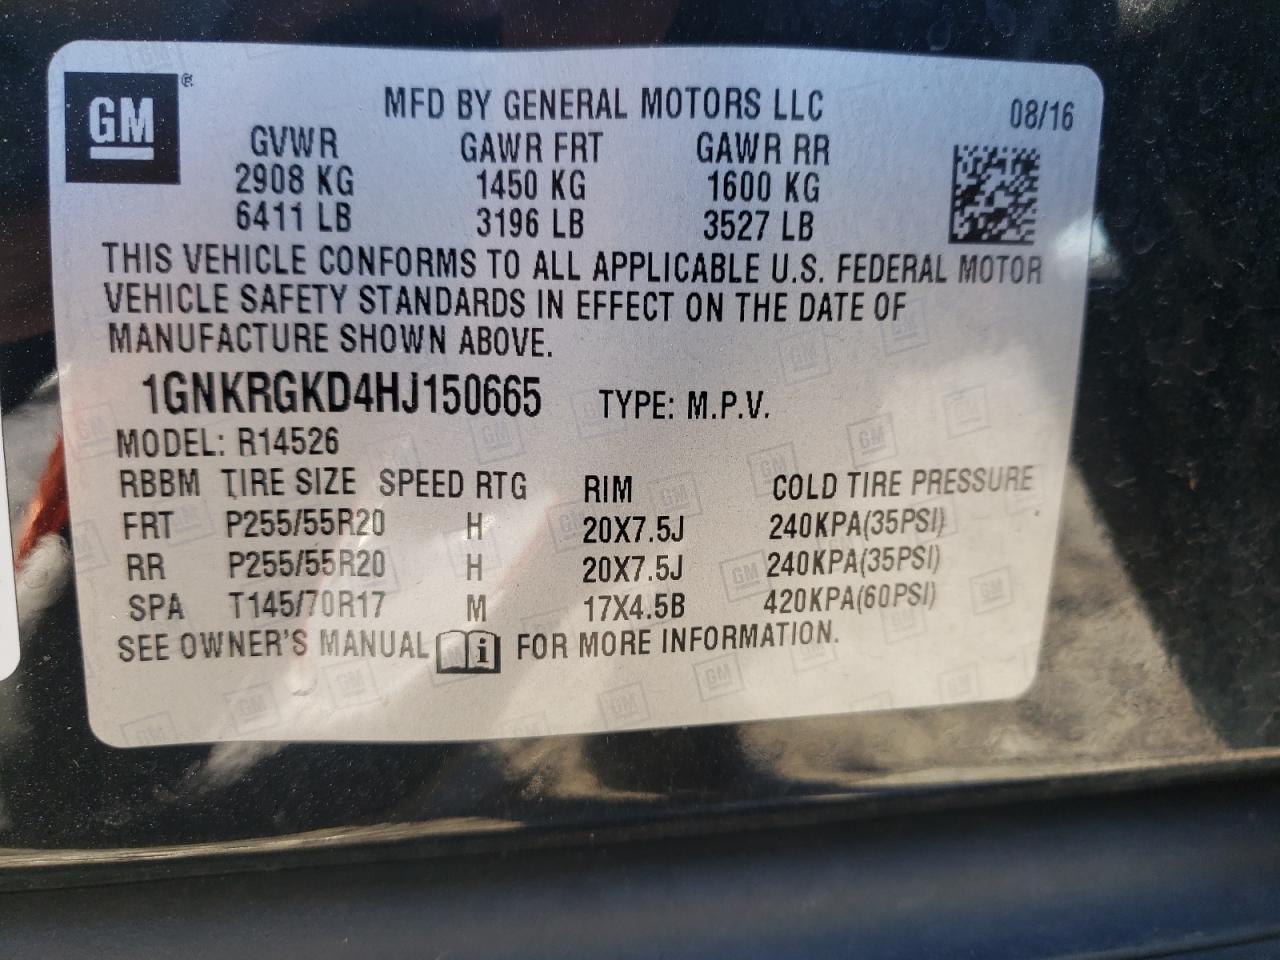 GM ®
MFD BY GENERAL MOTORS LLC 08/16
GVWR GAWR FRT GAWR RR
2908 KG 1450 KG 1600 KG
6411 LB 3196 LB 3527 LB
THIS VEHICLE CONFORMS TO ALL APPLICABLE U.S. FEDERAL MOTOR
VEHICLE SAFETY STANDARDS IN EFFECT ON THE DATE OF
MANUFACTURE SHOWN ABOVE.
1GNKRGKD4HJ150665 TYPE: M.P.V.
MODEL: R14526
RBBM TIRE SIZE SPEED RTG RIM COLD TIRE PRESSURE
FRT P255/55R20 H 20X7.5J 240KPA(35PSI)
RR P255/55R20 H 20X7.5J 240KPA(35PSI)
SPA T145/70R17 M 17X4.5B 420KPA(60PSI)
SEE OWNER'S MANUAL i FOR MORE INFORMATION.